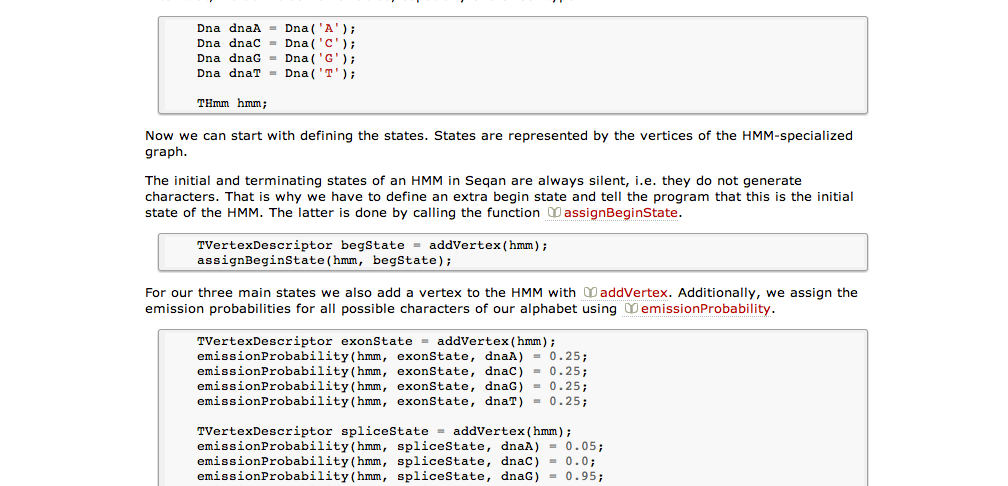 Dna dnaA = Dna('A');
Dna dnaC = Dna('C');
Dna dnaG = Dna('G');
Dna dnaT = Dna('T');
THmm hmm;
Now we can start with defining the states. States are represented by the vertices of the HMM-specialized
graph.
The initial and terminating states of an HMM in Seqan are always silent, i.e. they do not generate
characters. That is why we have to define an extra begin state and tell the program that this is the initial
state of the HMM. The latter is done by calling the function assignBeginState.
TVertexDescriptor begState = addVertex(hmm);
assignBeginState(hmm, begState);
For our three main states we also add a vertex to the HMM with addVertex. Additionally, we assign the
emission probabilities for all possible characters of our alphabet using emissionProbability.
TVertexDescriptor exonState = addVertex(hmm);
emissionProbability(hmm, exonState, dnaA) = 0.25;
emissionProbability(hmm, exonState, dnaC) = 0.25;
emissionProbability(hmm, exonState, dnaG) = 0.25;
emissionProbability(hmm, exonState, dnaT) = 0.25;
TVertexDescriptor spliceState = addVertex(hmm);
emissionProbability(hmm, spliceState, dnaA) = 0.05;
emissionProbability(hmm, spliceState, dnaC) = 0.0;
emissionProbability(hmm, spliceState, dnaG) = 0.95;